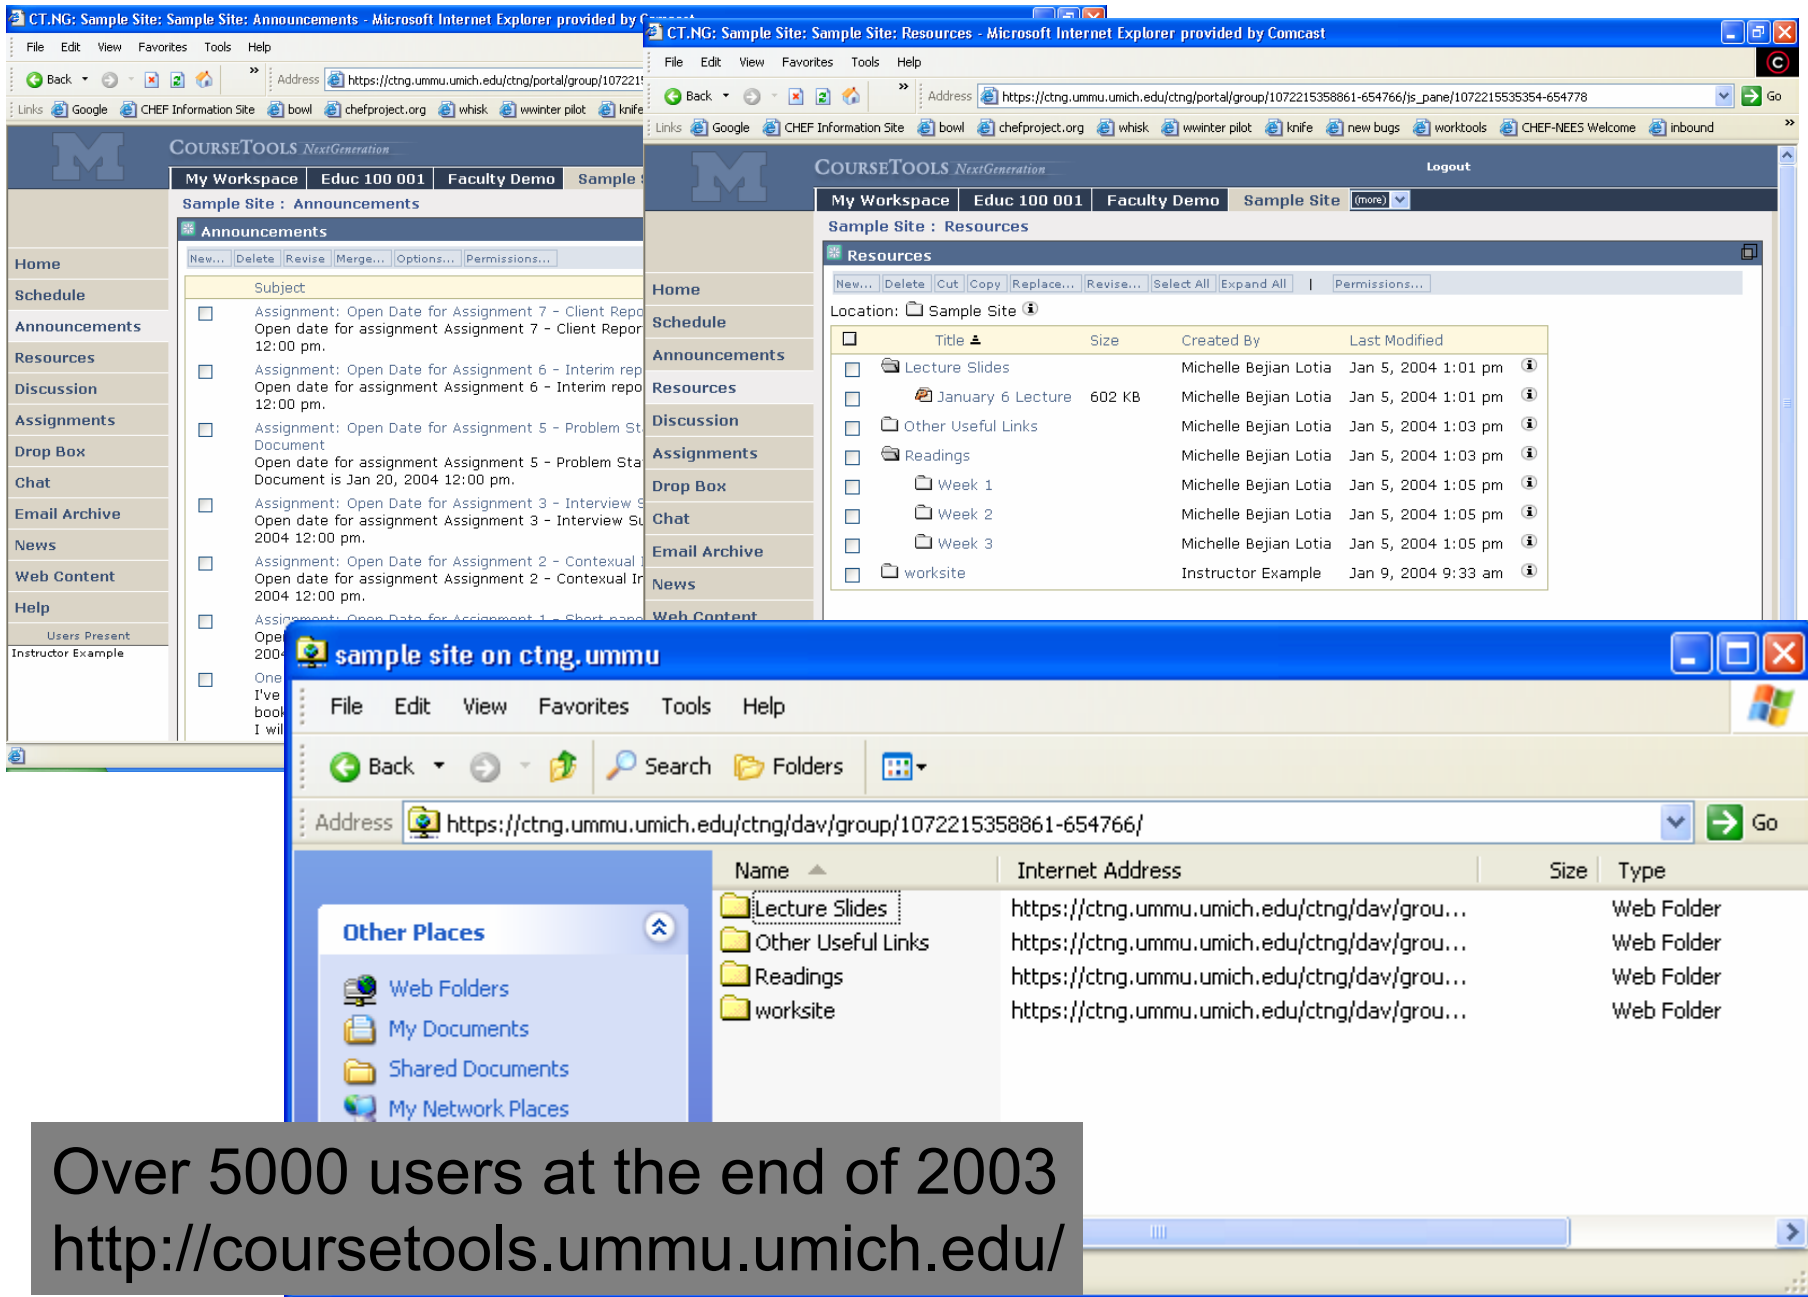 CT.NG: Sample Site: Sample Site: Announcements - Microsoft Internet Explorer provided by Comcast
File Edit View Favorites Tools Help
Back » Address https://ctng.ummu.umich.edu/ctng/portal/group/107221
Links Google CHEF Information Site bowl chefproject.org whisk wwinter pilot knife
M
COURSETOOLS NextGeneration
My Workspace Educ 100 001 Faculty Demo Sample
Sample Site : Announcements
Announcements
New... Delete Revise Merge... Options... Permissions...
Home
Schedule
Announcements
Resources
Discussion
Assignments
Drop Box
Chat
Email Archive
News
Web Content
Help
Users Present
Instructor Example
Subject
Assignment: Open Date for Assignment 7 - Client Repo
Open date for assignment Assignment 7 - Client Repor
12:00 pm.
Assignment: Open Date for Assignment 6 - Interim rep
Open date for assignment Assignment 6 - Interim repo
12:00 pm.
Assignment: Open Date for Assignment 5 - Problem St
Document
Open date for assignment Assignment 5 - Problem Sta
Document is Jan 20, 2004 12:00 pm.
Assignment: Open Date for Assignment 3 - Interview S
Open date for assignment Assignment 3 - Interview Su
2004 12:00 pm.
Assignment: Open Date for Assignment 2 - Contexual
Open date for assignment Assignment 2 - Contexual Ir
2004 12:00 pm.
Assignment: Open Date for Assignment 1 - Short pape
Ope
2004
One
I've
book
I wil
CT.NG: Sample Site: Sample Site: Resources - Microsoft Internet Explorer provided by Comcast
File Edit View Favorites Tools Help
Back » Address https://ctng.ummu.umich.edu/ctng/portal/group/1072215358861-654766/js_pane/1072215535354-654778 Go
Links Google CHEF Information Site bowl chefproject.org whisk wwinter pilot knife new bugs worktools CHEF-NEES Welcome inbound »
M
COURSETOOLS NextGeneration Logout
My Workspace Educ 100 001 Faculty Demo Sample Site (more)
Sample Site : Resources
Resources
New... Delete Cut Copy Replace... Revise... Select All Expand All | Permissions...
Location: Sample Site
Home
Schedule
Announcements
Resources
Discussion
Assignments
Drop Box
Chat
Email Archive
News
Web Content
Title Size Created By Last Modified
Lecture Slides Michelle Bejian Lotia Jan 5, 2004 1:01 pm
January 6 Lecture 602 KB Michelle Bejian Lotia Jan 5, 2004 1:01 pm
Other Useful Links Michelle Bejian Lotia Jan 5, 2004 1:03 pm
Readings Michelle Bejian Lotia Jan 5, 2004 1:03 pm
Week 1 Michelle Bejian Lotia Jan 5, 2004 1:05 pm
Week 2 Michelle Bejian Lotia Jan 5, 2004 1:05 pm
Week 3 Michelle Bejian Lotia Jan 5, 2004 1:05 pm
worksite Instructor Example Jan 9, 2004 9:33 am
sample site on ctng.ummu
File Edit View Favorites Tools Help
Back Search Folders
Address https://ctng.ummu.umich.edu/ctng/dav/group/1072215358861-654766/ Go
Other Places
Web Folders
My Documents
Shared Documents
My Network Places
Name Internet Address Size Type
Lecture Slides https://ctng.ummu.umich.edu/ctng/dav/grou... Web Folder
Other Useful Links https://ctng.ummu.umich.edu/ctng/dav/grou... Web Folder
Readings https://ctng.ummu.umich.edu/ctng/dav/grou... Web Folder
worksite https://ctng.ummu.umich.edu/ctng/dav/grou... Web Folder
Over 5000 users at the end of 2003
http://coursetools.ummu.umich.edu/